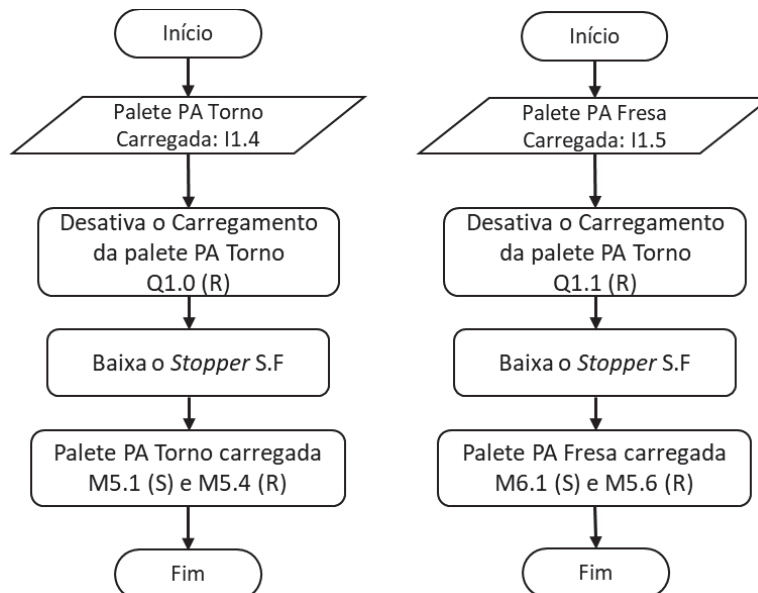 Início
Palete PA Torno
Carregada: I1.4
Desativa o Carregamento
da palete PA Torno
Q1.0 (R)
Baixa o Stopper S.F
Palete PA Torno carregada
M5.1 (S) e M5.4 (R)
Fim
Início
Palete PA Fresa
Carregada: I1.5
Desativa o Carregamento
da palete PA Torno
Q1.1 (R)
Baixa o Stopper S.F
Palete PA Fresa carregada
M6.1 (S) e M5.6 (R)
Fim